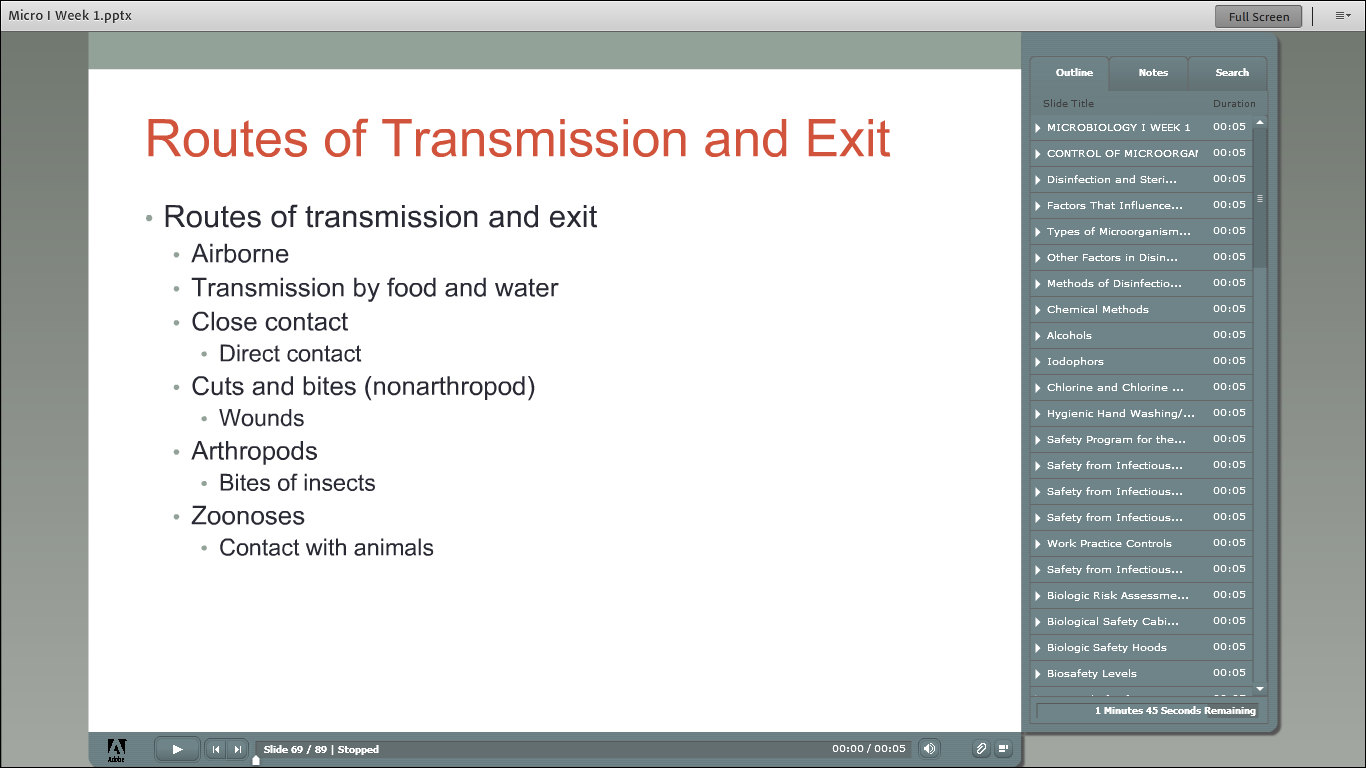 Micro I Week 1.pptx
Full Screen
Routes of Transmission and Exit
• Routes of transmission and exit
• Airborne
• Transmission by food and water
• Close contact
• Direct contact
• Cuts and bites (nonarthropod)
• Wounds
• Arthropods
• Bites of insects
• Zoonoses
• Contact with animals
Outline Notes Search
Slide Title Duration
MICROBIOLOGY I WEEK 1 00:05
CONTROL OF MICROORGAN 00:05
Disinfection and Steri... 00:05
Factors That Influence... 00:05
Types of Microorganism... 00:05
Other Factors in Disin... 00:05
Methods of Disinfectio... 00:05
Chemical Methods 00:05
Alcohols 00:05
Iodophors 00:05
Chlorine and Chlorine ... 00:05
Hygienic Hand Washing/... 00:05
Safety Program for the... 00:05
Safety from Infectious... 00:05
Safety from Infectious... 00:05
Safety from Infectious... 00:05
Work Practice Controls 00:05
Safety from Infectious... 00:05
Biologic Risk Assessme... 00:05
Biological Safety Cabi... 00:05
Biologic Safety Hoods 00:05
Biosafety Levels 00:05
1 Minutes 45 Seconds Remaining
Adobe
Slide 69 / 89 | Stopped
00:00 / 00:05